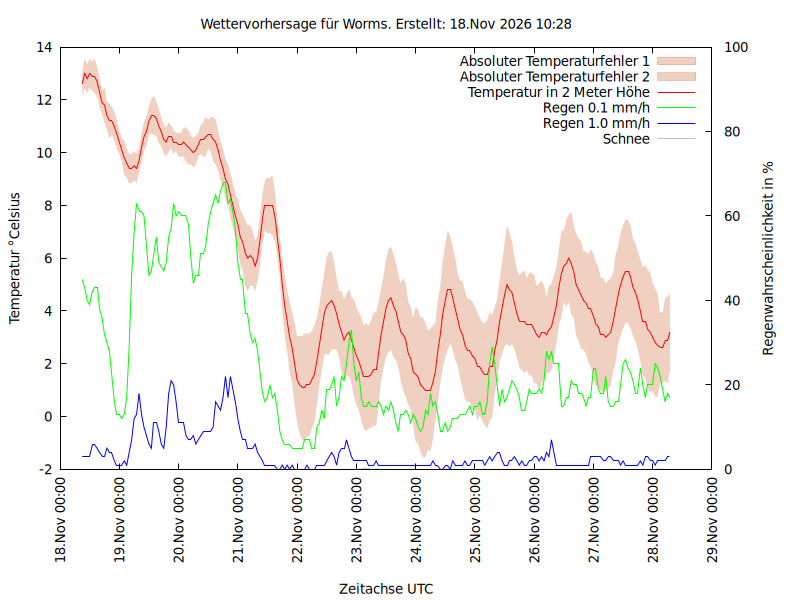 Wettervorhersage für Worms. Erstellt: 18.Nov 2026 10:28
Absoluter Temperaturfehler 1
Absoluter Temperaturfehler 2
Temperatur in 2 Meter Höhe
Regen 0.1 mm/h
Regen 1.0 mm/h
Schnee
Temperatur °Celsius
14
12
10
8
6
4
2
0
-2
100
80
60
40
20
0
Regenwahrscheinlichkeit in %
18.Nov 00:00
19.Nov 00:00
20.Nov 00:00
21.Nov 00:00
22.Nov 00:00
23.Nov 00:00
24.Nov 00:00
25.Nov 00:00
26.Nov 00:00
27.Nov 00:00
28.Nov 00:00
29.Nov 00:00
Zeitachse UTC